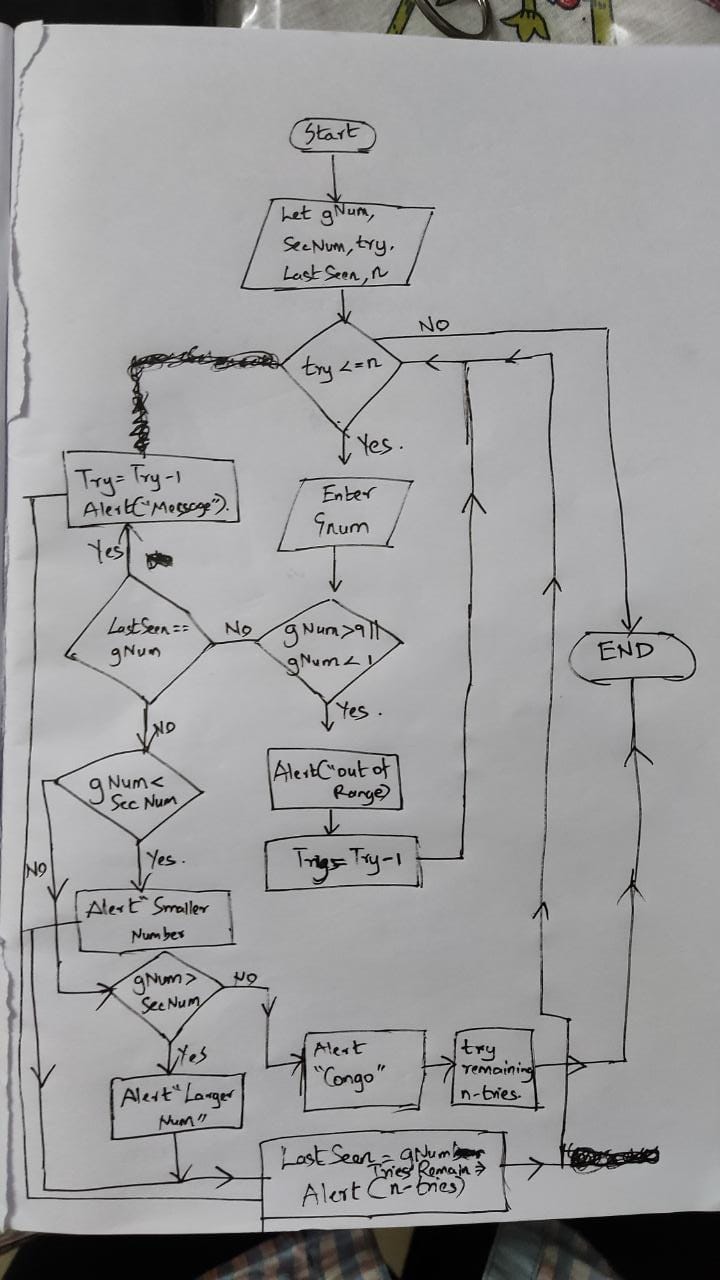 Start
Let gNum,
SecNum, try,
Last Seen, n
NO
try <= n
Yes.
Try = Try-1
Alert("Message").
Enter
gnum
Yes
LastSeen ==
gNum
NO
gNum>9||
gNum<1
END
Yes.
NO
Alert("out of
Range)
gNum<
Sec Num
Try = Try-1
Yes.
NO
Alert" Smaller
Number
gNum>
SecNum
NO
Yes
Alert
"Congo"
try
remaining
n-tries.
Alert" Larger
Num"
Last Seen = gNum
Tries Remain →
Alert (n-tries)